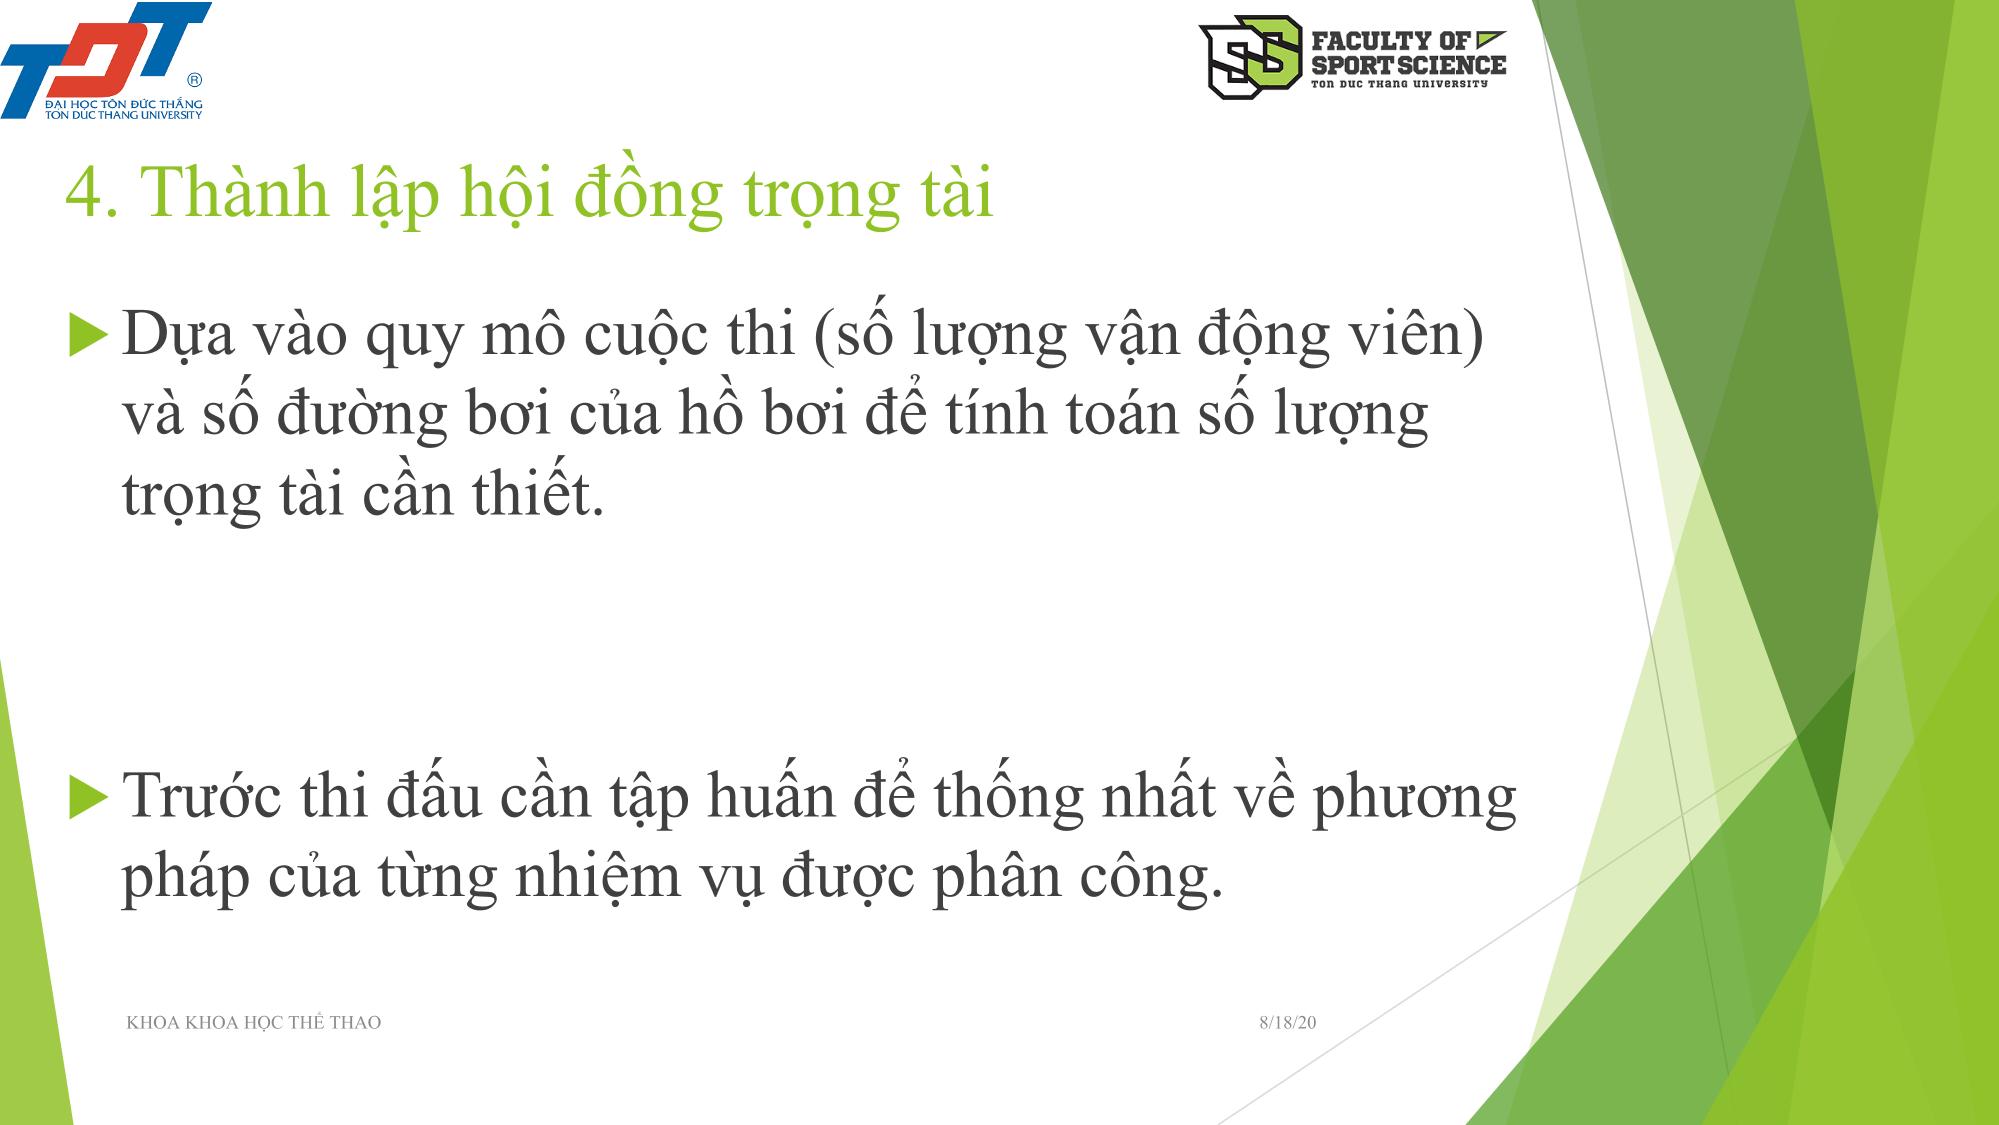 TDT
®
ĐẠI HỌC TÔN ĐỨC THẮNG
TON DUC THANG UNIVERSITY
SS
FACULTY OF
SPORT SCIENCE
TON DUC THANG UNIVERSITY
4. Thành lập hội đồng trọng tài
Dựa vào quy mô cuộc thi (số lượng vận động viên)
và số đường bơi của hồ bơi để tính toán số lượng
trọng tài cần thiết.
Trước thi đấu cần tập huấn để thống nhất về phương
pháp của từng nhiệm vụ được phân công.
KHOA KHOA HỌC THỂ THAO
8/18/20